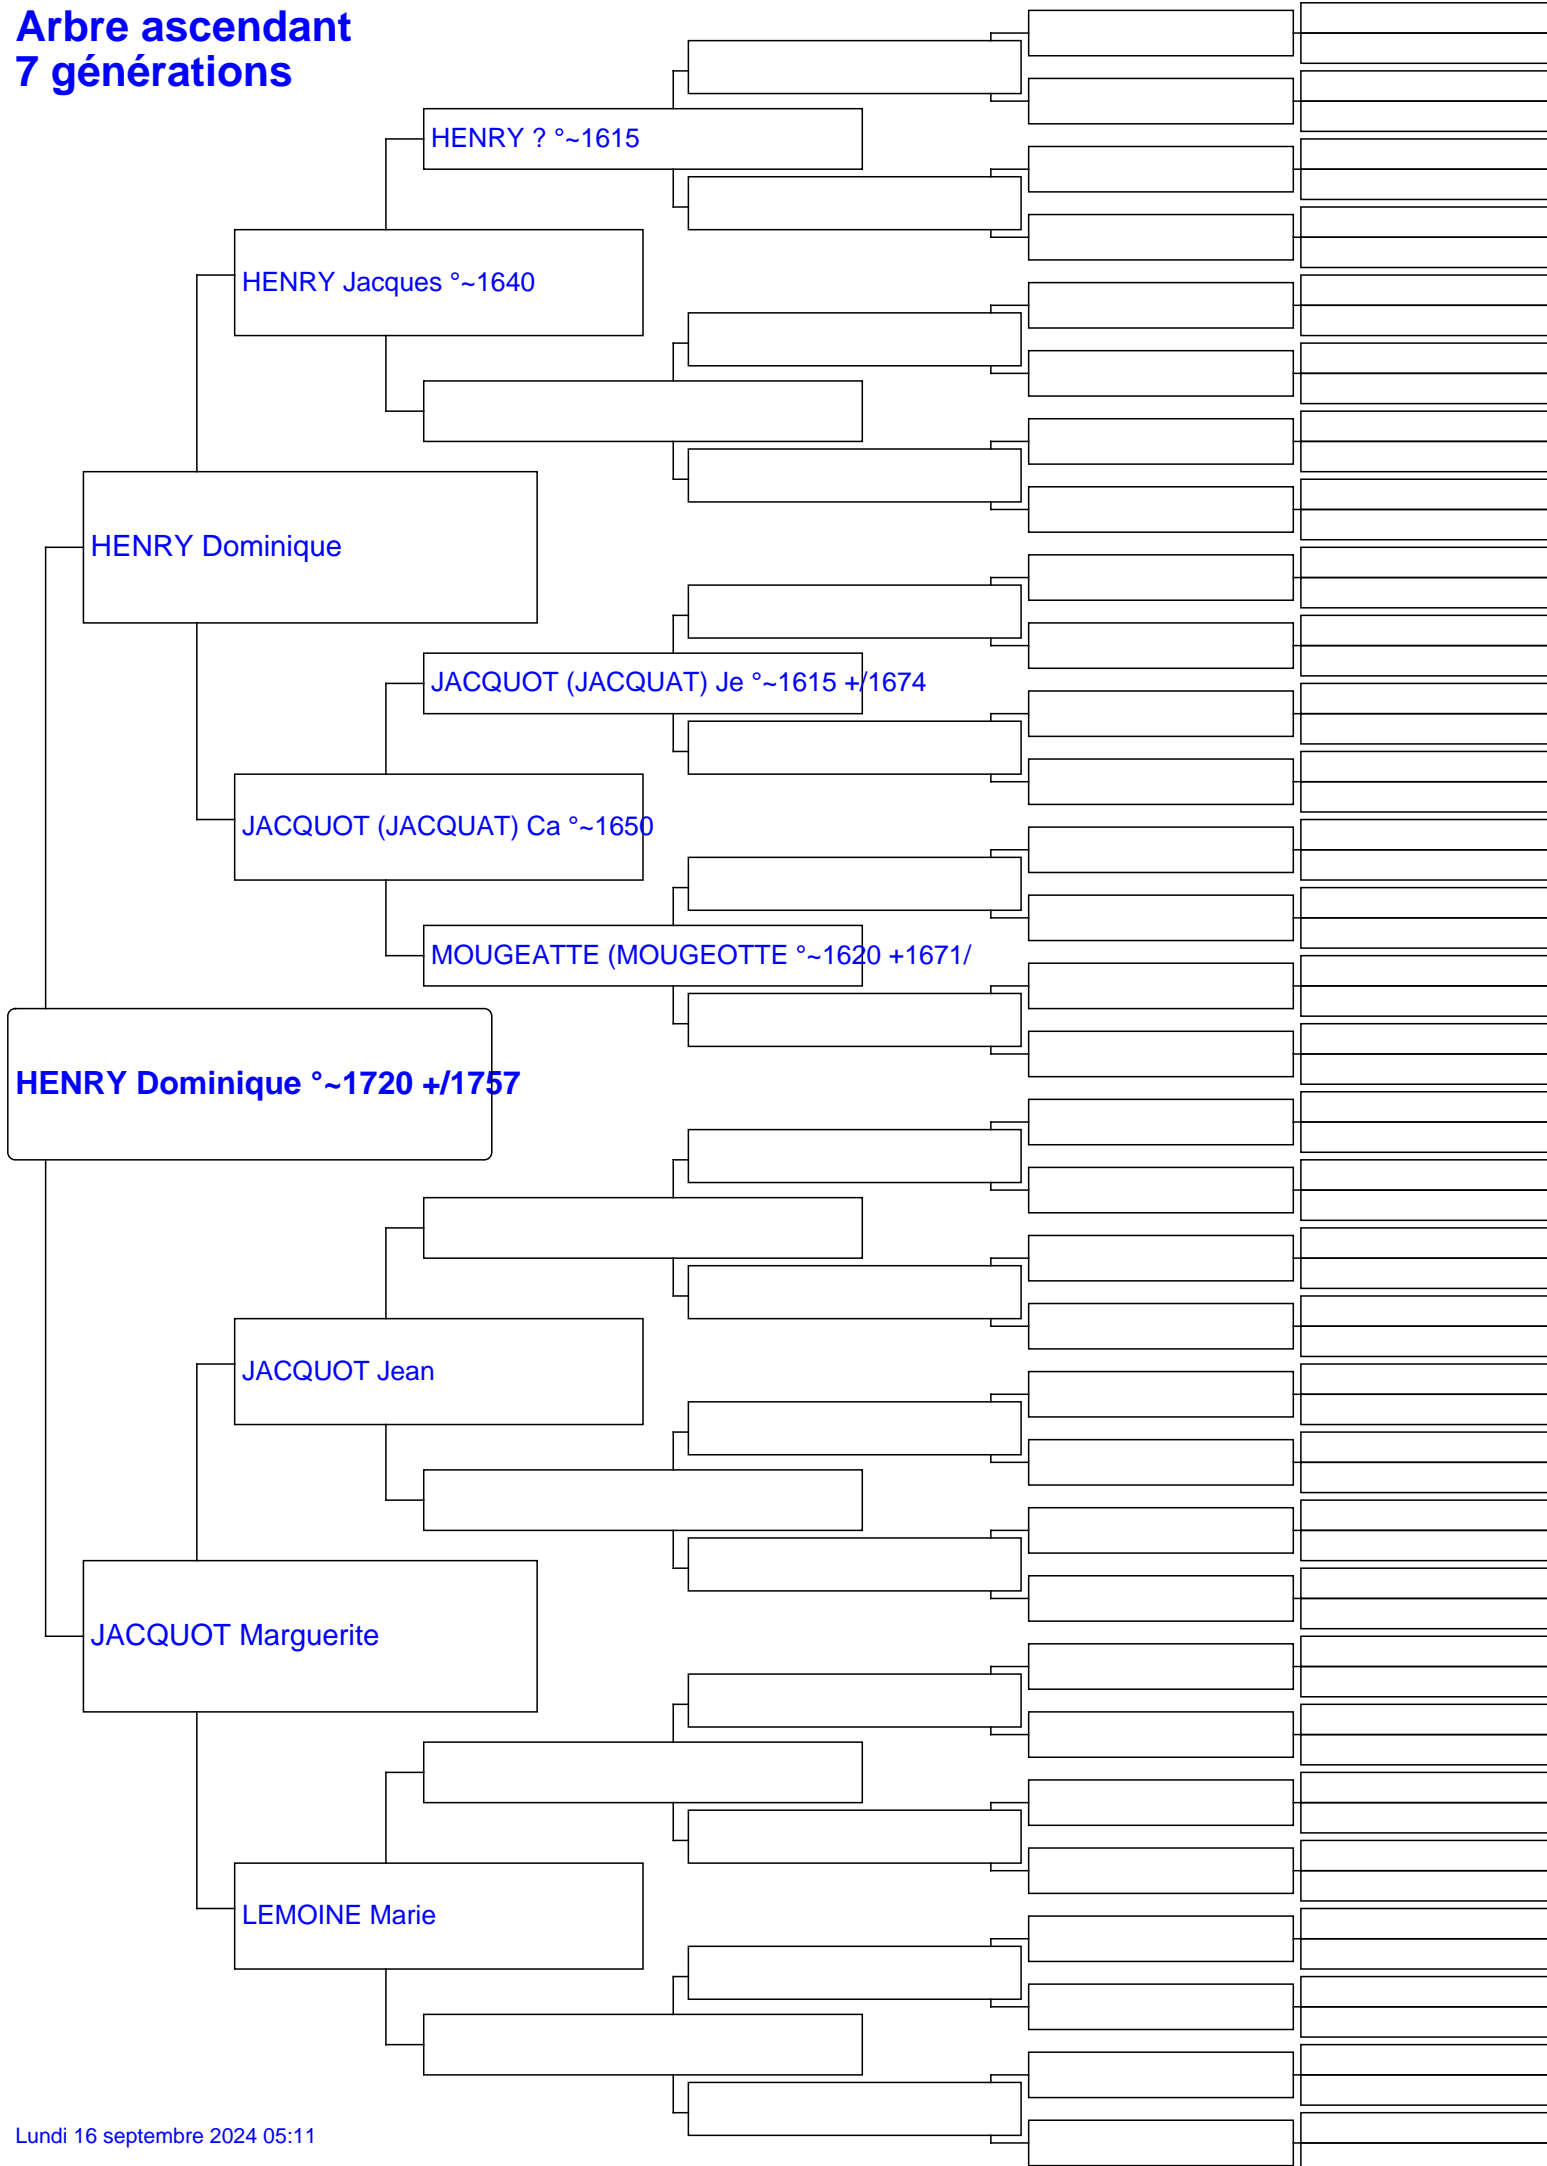 Arbre ascendant
7 générations
HENRY ? °~1615
HENRY Jacques °~1640
HENRY Dominique
JACQUOT (JACQUAT) Je °~1615 +/1674
JACQUOT (JACQUAT) Ca °~1650
MOUGEATTE (MOUGEOTTE °~1620 +1671/
HENRY Dominique °~1720 +/1757
JACQUOT Jean
JACQUOT Marguerite
LEMOINE Marie
Lundi 16 septembre 2024 05:11